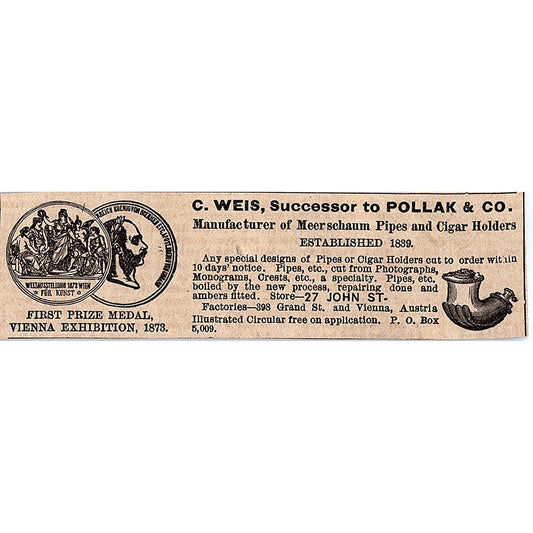 WELTAUSSTELLUNG 1873 WIEN
FÜR KUNST
FIRST PRIZE MEDAL,
VIENNA EXHIBITION, 1873.
C. WEIS, Successor to POLLAK & CO.
Manufacturer of Meerschaum Pipes and Cigar Holders
ESTABLISHED 1839.
Any special designs of Pipes or Cigar Holders cut to order within
10 days' notice. Pipes, etc., cut from Photographs,
Monograms, Crests, etc., a specialty. Pipes, etc.
boiled by the new process, repairing done and
ambers fitted. Store—27 JOHN ST-
Factories—398 Grand St. and Vienna, Austria
Illustrated Circular free on application. P. O. Box
5,009.